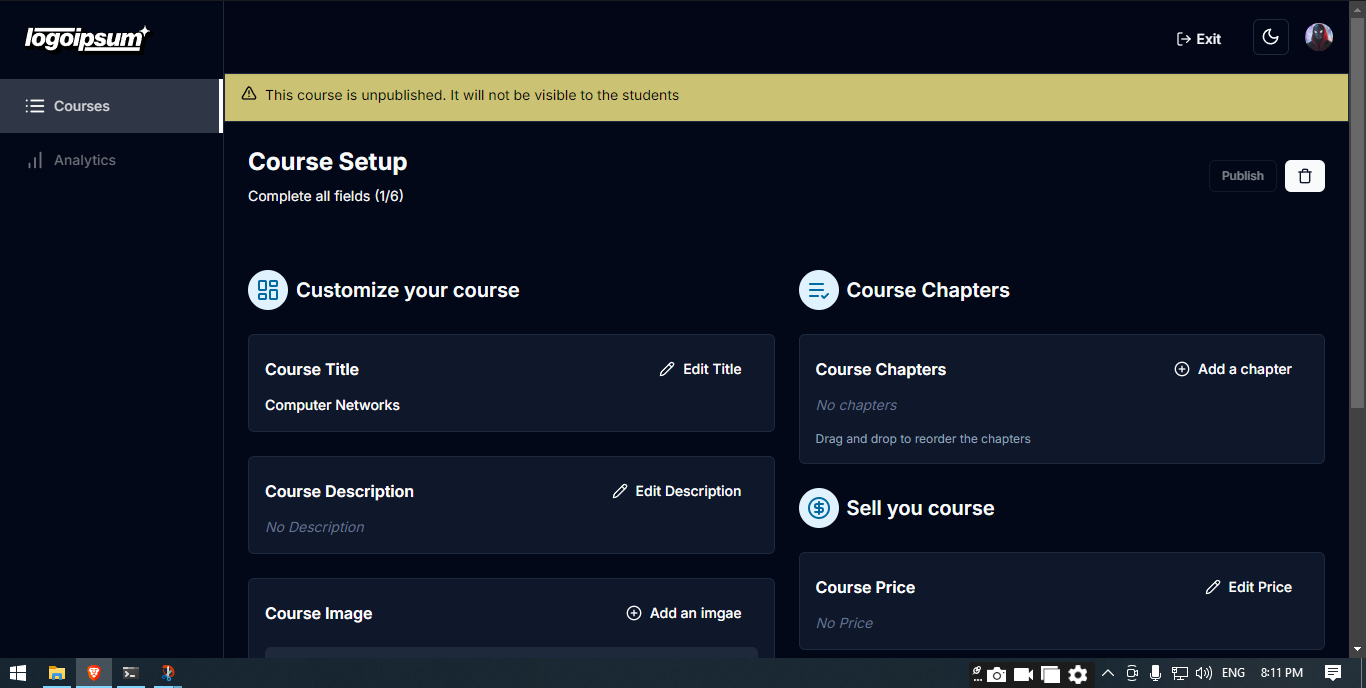 logoipsum
Exit
Courses
Analytics
This course is unpublished. It will not be visible to the students
Course Setup
Complete all fields (1/6)
Publish
Customize your course
Course Title
Edit Title
Computer Networks
Course Description
Edit Description
No Description
Course Image
Add an imgae
Course Chapters
Course Chapters
Add a chapter
No chapters
Drag and drop to reorder the chapters
Sell you course
Course Price
Edit Price
No Price
ENG
8:11 PM